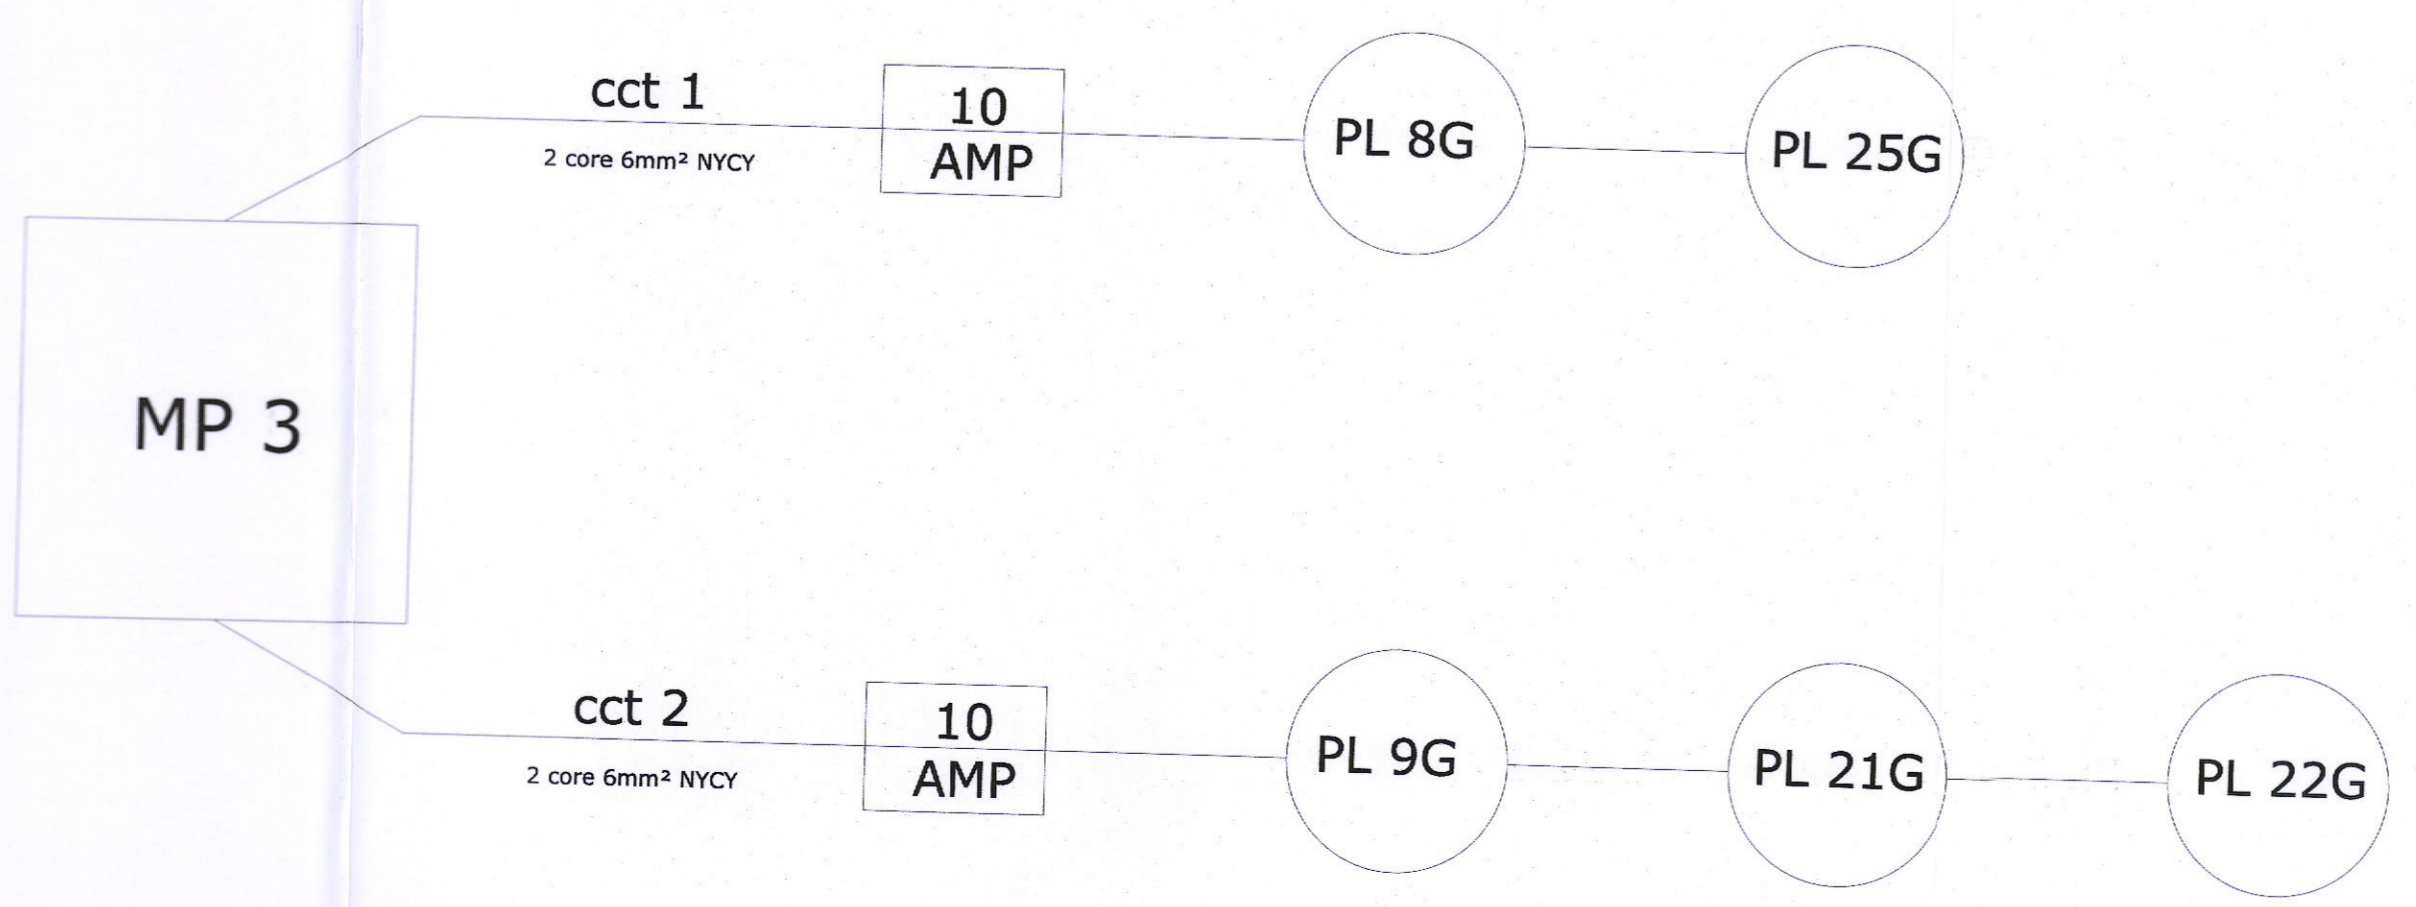 cct 1
2 core 6mm² NYCY
10
AMP
PL 8G
PL 25G
MP 3
cct 2
2 core 6mm² NYCY
10
AMP
PL 9G
PL 21G
PL 22G